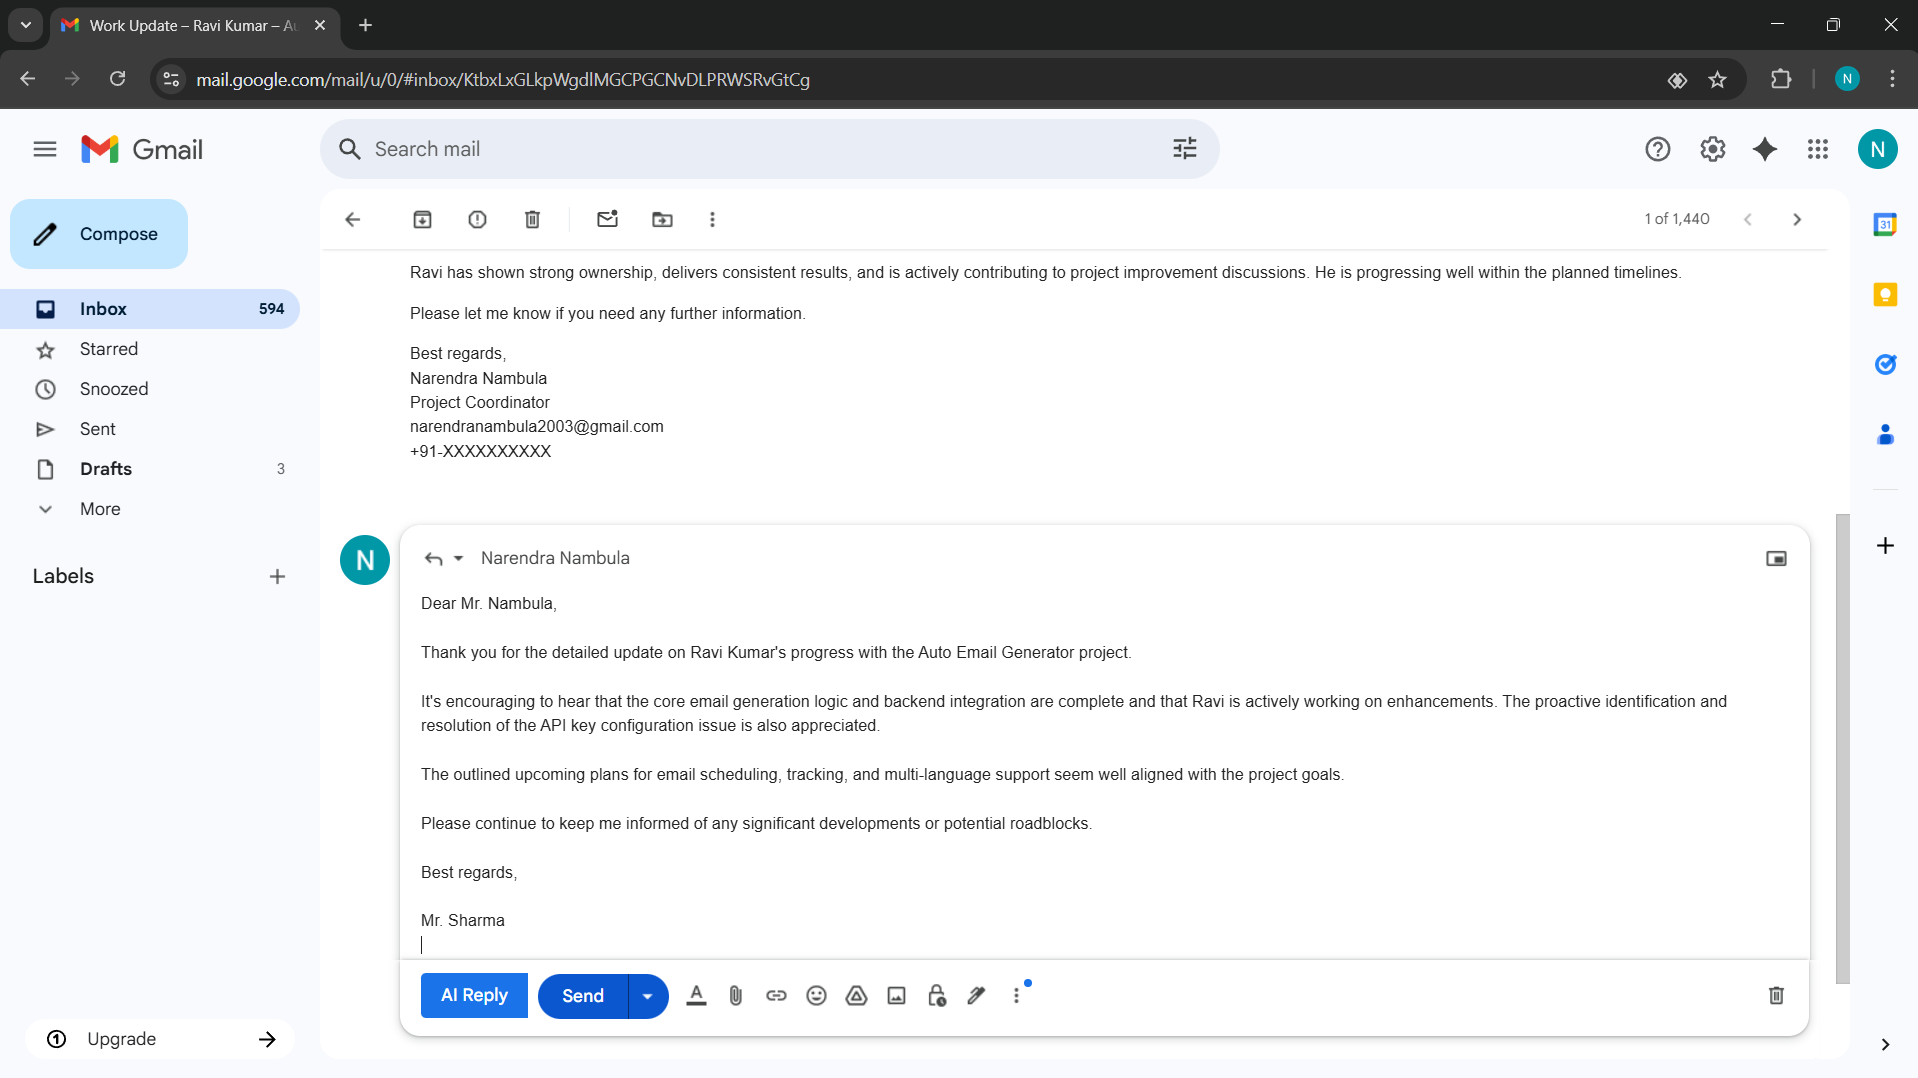 Work Update – Ravi Kumar – Au
mail.google.com/mail/u/0/#inbox/KtbxLxGLkpWgdlMGCPGCNvDLPRWSRvGtCg
N
Gmail
Search mail
N
Compose
1 of 1,440
31
Inbox 594
Starred
Snoozed
Sent
Drafts 3
More
Labels
Ravi has shown strong ownership, delivers consistent results, and is actively contributing to project improvement discussions. He is progressing well within the planned timelines.
Please let me know if you need any further information.
Best regards,
Narendra Nambula
Project Coordinator
narendranambula2003@gmail.com
+91-XXXXXXXXXX
N
Narendra Nambula
Dear Mr. Nambula,
Thank you for the detailed update on Ravi Kumar's progress with the Auto Email Generator project.
It's encouraging to hear that the core email generation logic and backend integration are complete and that Ravi is actively working on enhancements. The proactive identification and
resolution of the API key configuration issue is also appreciated.
The outlined upcoming plans for email scheduling, tracking, and multi-language support seem well aligned with the project goals.
Please continue to keep me informed of any significant developments or potential roadblocks.
Best regards,
Mr. Sharma
AI Reply
Send
1 Upgrade